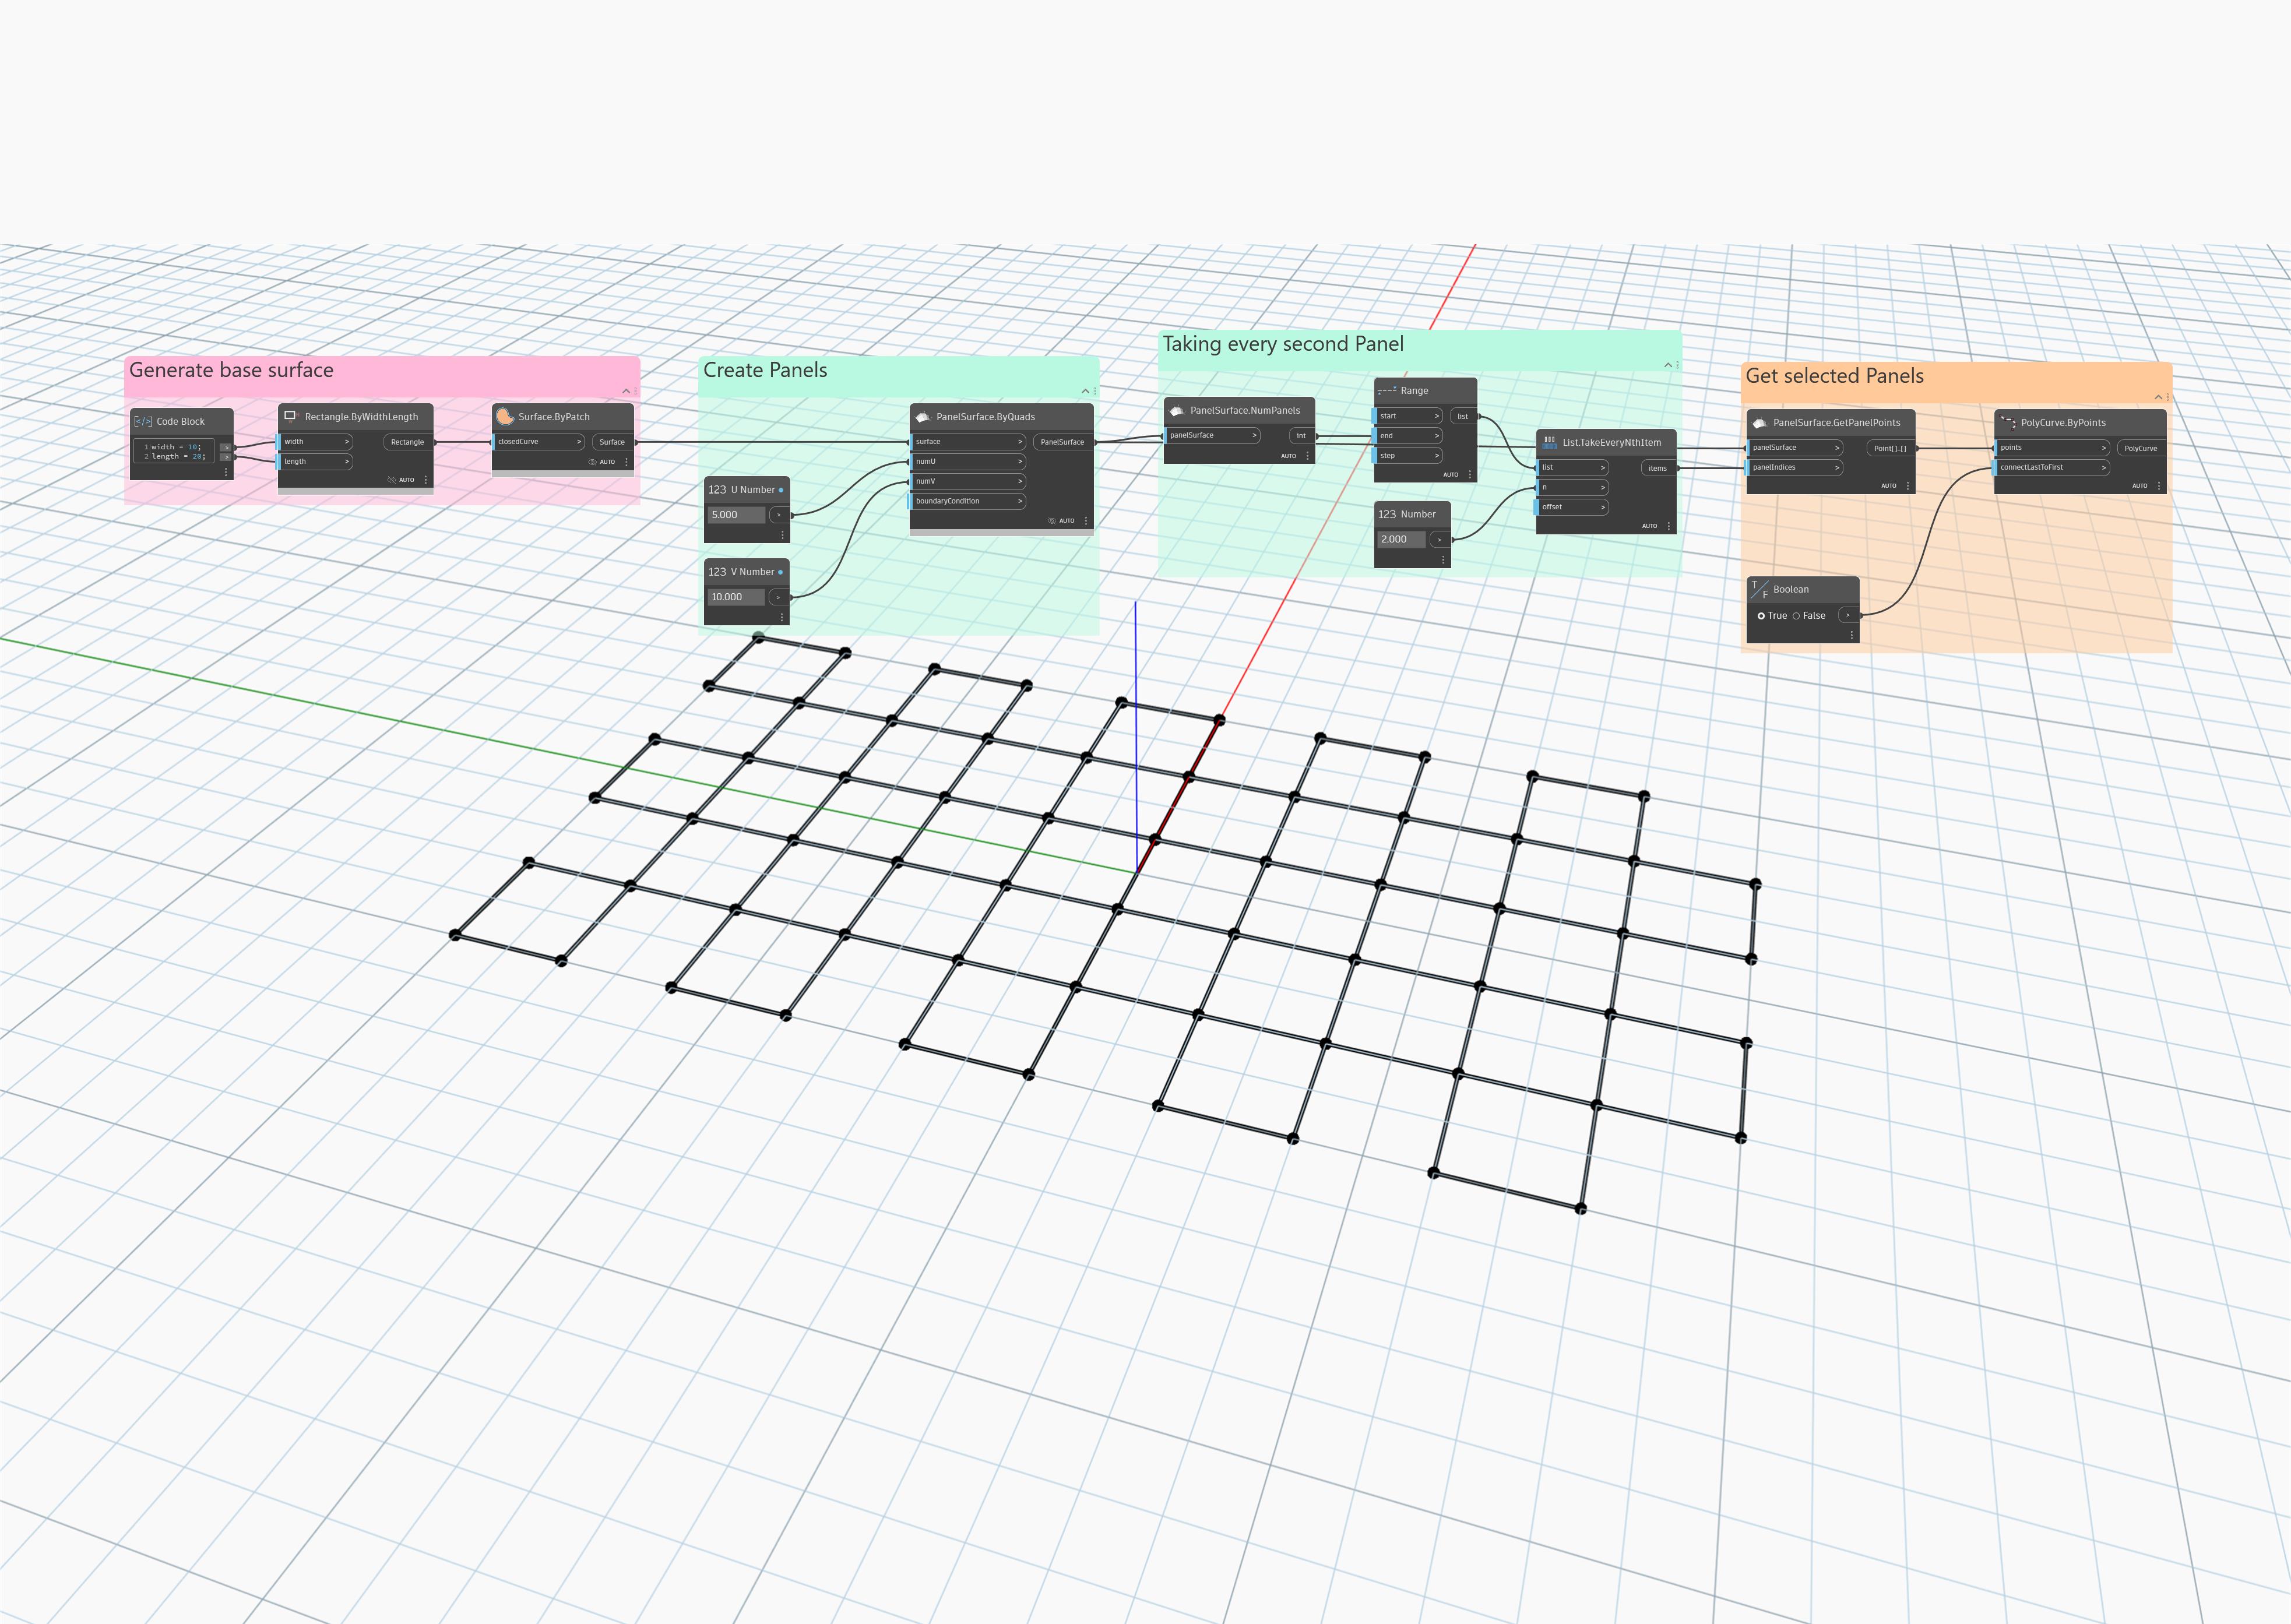 Generate base surface
Code Block
1 width = 10;
2 length = 20;
>
>
Rectangle.ByWidthLength
width >
length >
Rectangle
AUTO
Surface.ByPatch
closedCurve >
Surface
AUTO
Create Panels
123 U Number
5.000 >
123 V Number
10.000 >
PanelSurface.ByQuads
surface >
numU >
numV >
boundaryCondition >
PanelSurface
AUTO
Taking every second Panel
PanelSurface.NumPanels
panelSurface >
Int
AUTO
Range
start >
end >
step >
list
AUTO
123 Number
2.000 >
List.TakeEveryNthItem
list >
n >
offset >
items
AUTO
Get selected Panels
PanelSurface.GetPanelPoints
panelSurface >
panelIndices >
Point[]..[]
AUTO
T/F Boolean
True False >
PolyCurve.ByPoints
points >
connectLastToFirst >
PolyCurve
AUTO